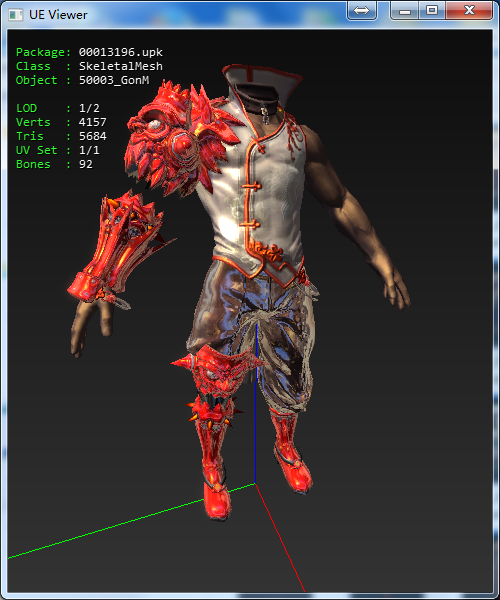 UE Viewer
Package: 00013196.upk
Class : SkeletalMesh
Object : 50003_GonM
LOD : 1/2
Verts : 4157
Tris : 5684
UV Set : 1/1
Bones : 92